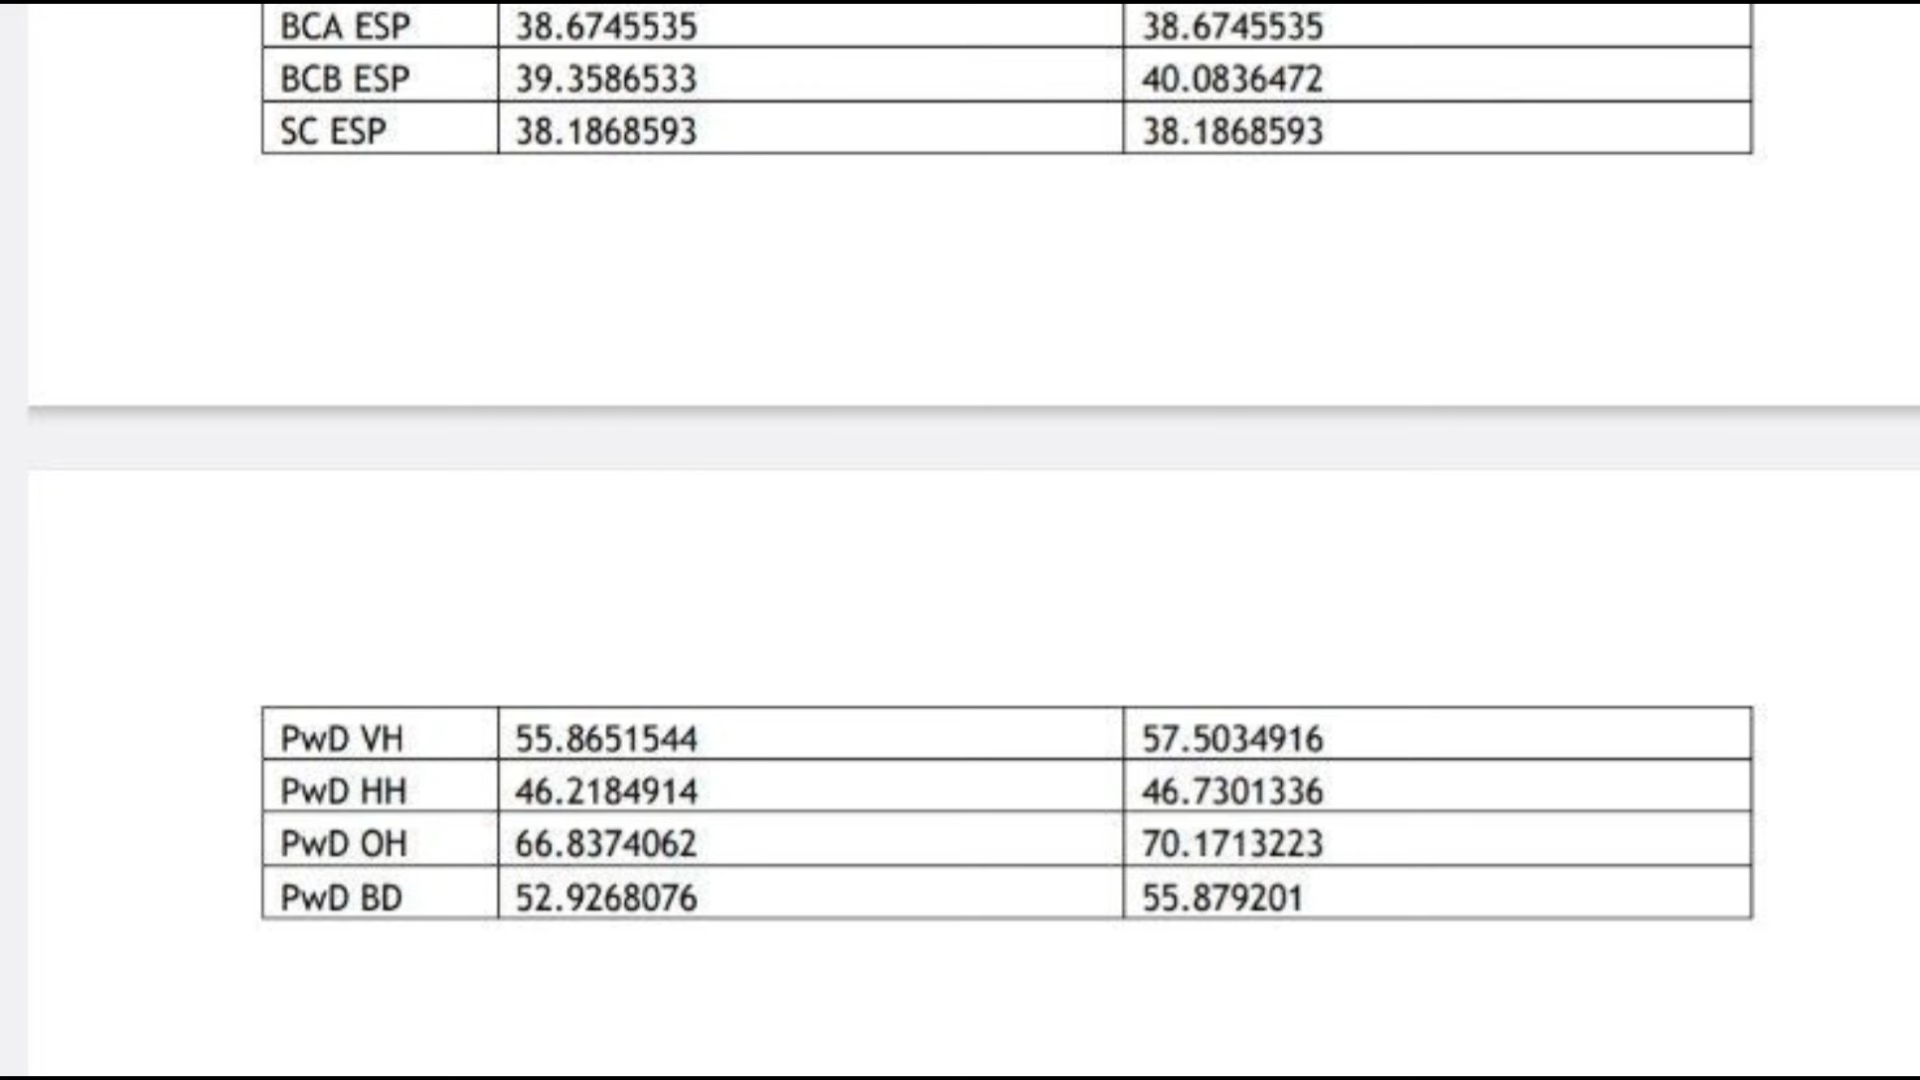 BCA ESP 38.6745535 38.6745535
BCB ESP 39.3586533 40.0836472
SC ESP 38.1868593 38.1868593
PwD VH 55.8651544 57.5034916
PwD HH 46.2184914 46.7301336
PwD OH 66.8374062 70.1713223
PwD BD 52.9268076 55.879201